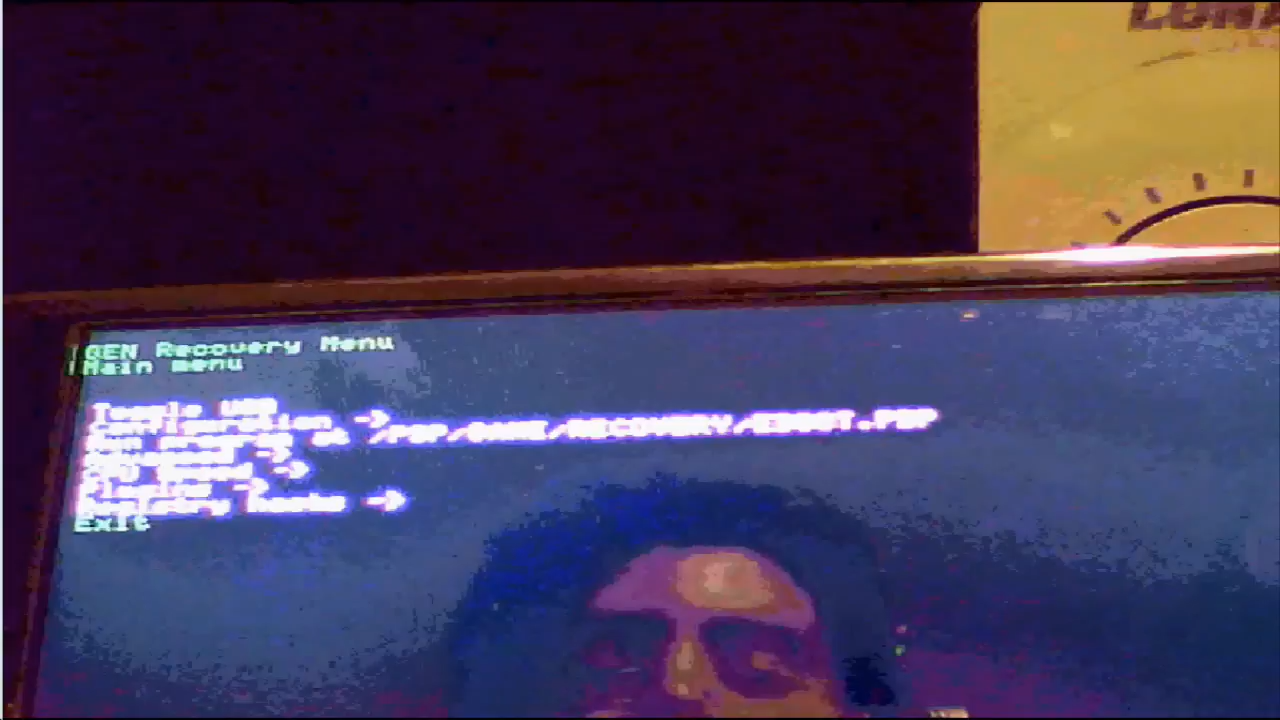 GEN Recovery Menu
Main menu
Toggle USB
Configuration ->
Run program at /PSP/GAME/RECOVERY/EBOOT.PBP
Advanced ->
CPU Speed ->
Plugins ->
Registry hacks ->
Exit